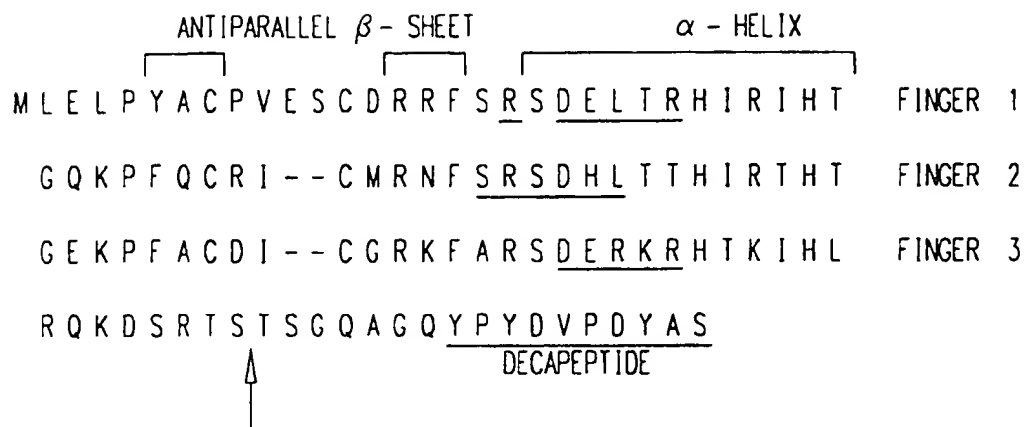 ANTIPARALLEL β - SHEET α - HELIX
M L E L P Y A C P V E S C D R R F S R S D E L T R H I R I H T FINGER 1
G Q K P F Q C R I - - C M R N F S R S D H L T T H I R T H T FINGER 2
G E K P F A C D I - - C G R K F A R S D E R K R H T K I H L FINGER 3
R Q K D S R T S T S G Q A G Q Y P Y D V P D Y A S
DECAPEPTIDE